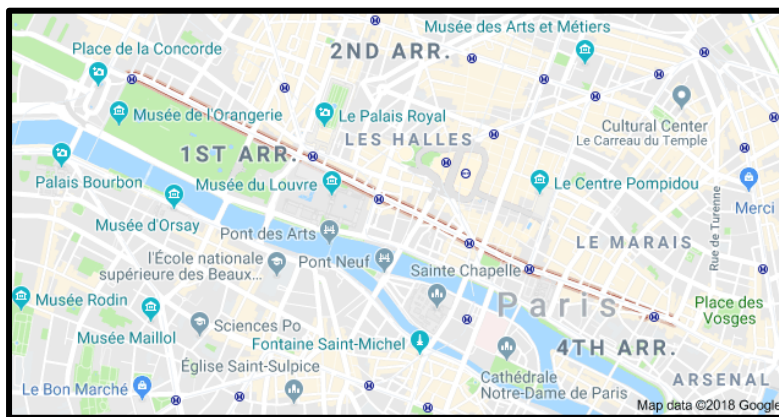 Musée des Arts et Métiers
Place de la Concorde
2ND ARR.
Musée de l'Orangerie
Le Palais Royal
Cultural Center
Le Carreau du Temple
LES HALLES
1ST ARR.
Palais Bourbon
Musée du Louvre
Le Centre Pompidou
Merci
Musée d'Orsay
Pont des Arts
Rue de Turenne
LE MARAIS
l'École nationale
supérieure des Beaux...
Pont Neuf
Sainte Chapelle
Musée Rodin
Paris
Place des
Vosges
Musée Maillol
Sciences Po
Fontaine Saint-Michel
4TH ARR.
Église Saint-Sulpice
Cathédrale
Notre-Dame de Paris
ARSENAL
Le Bon Marché
Map data ©2018 Google